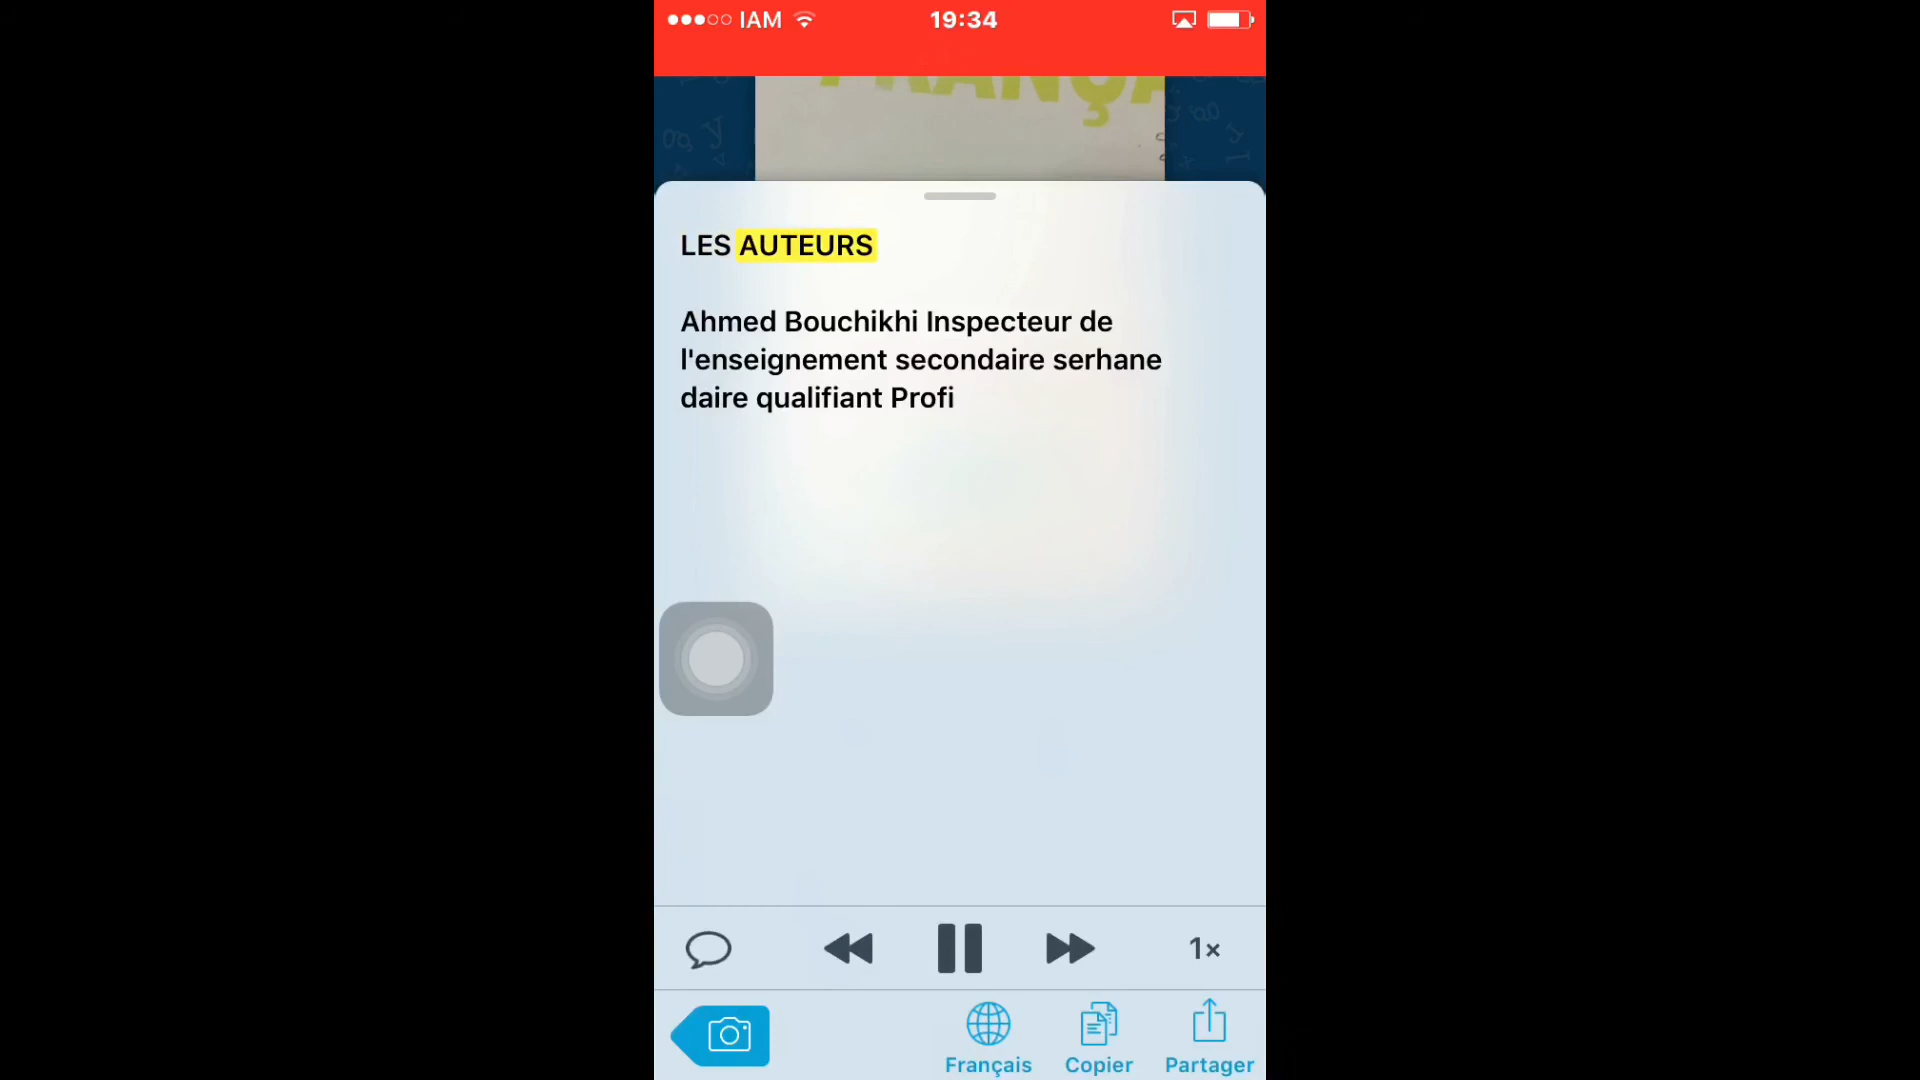 IAM
19:34
FRANÇA
LES AUTEURS
Ahmed Bouchikhi Inspecteur de
l'enseignement secondaire serhane
daire qualifiant Profi
1×
Français
Copier
Partager